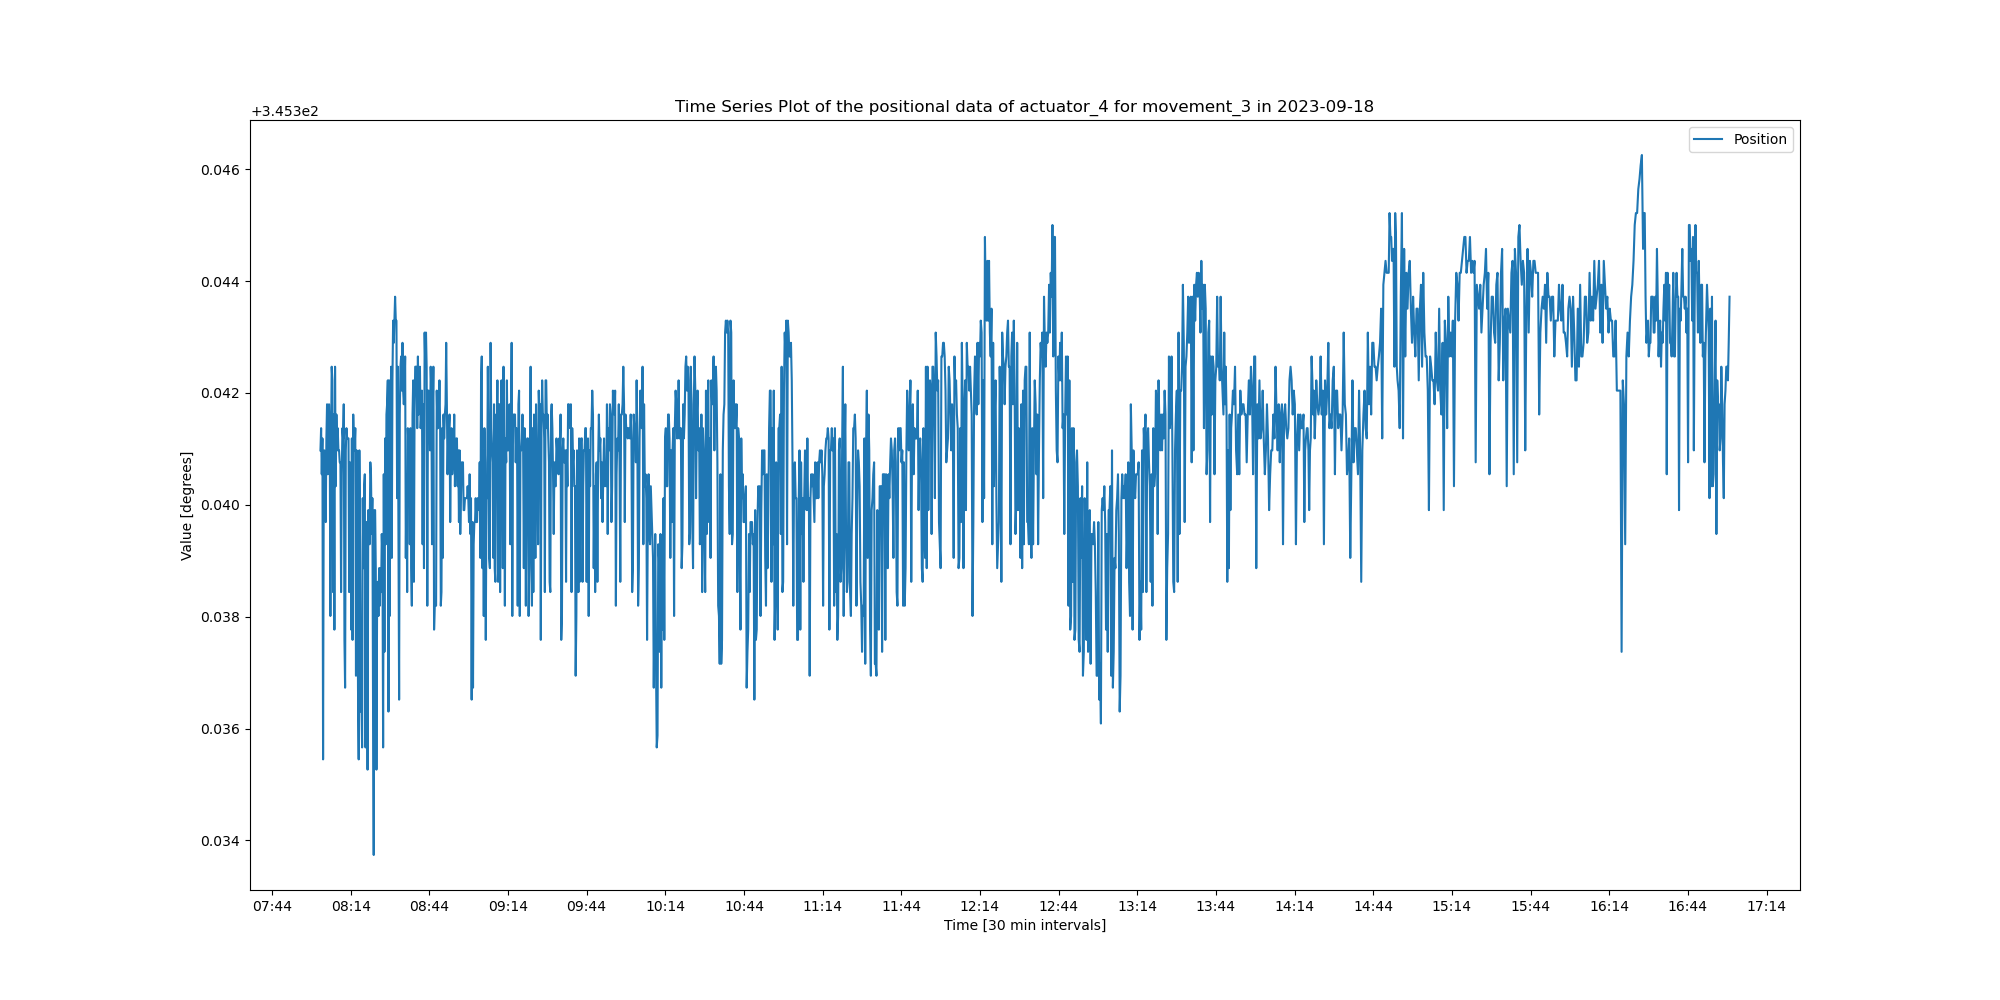 Time Series Plot of the positional data of actuator_4 for movement_3 in 2023-09-18
+3.453e2
Position
0.046
0.044
0.042
0.040
0.038
0.036
0.034
Value [degrees]
07:44 08:14 08:44 09:14 09:44 10:14 10:44 11:14 11:44 12:14 12:44 13:14 13:44 14:14 14:44 15:14 15:44 16:14 16:44 17:14
Time [30 min intervals]